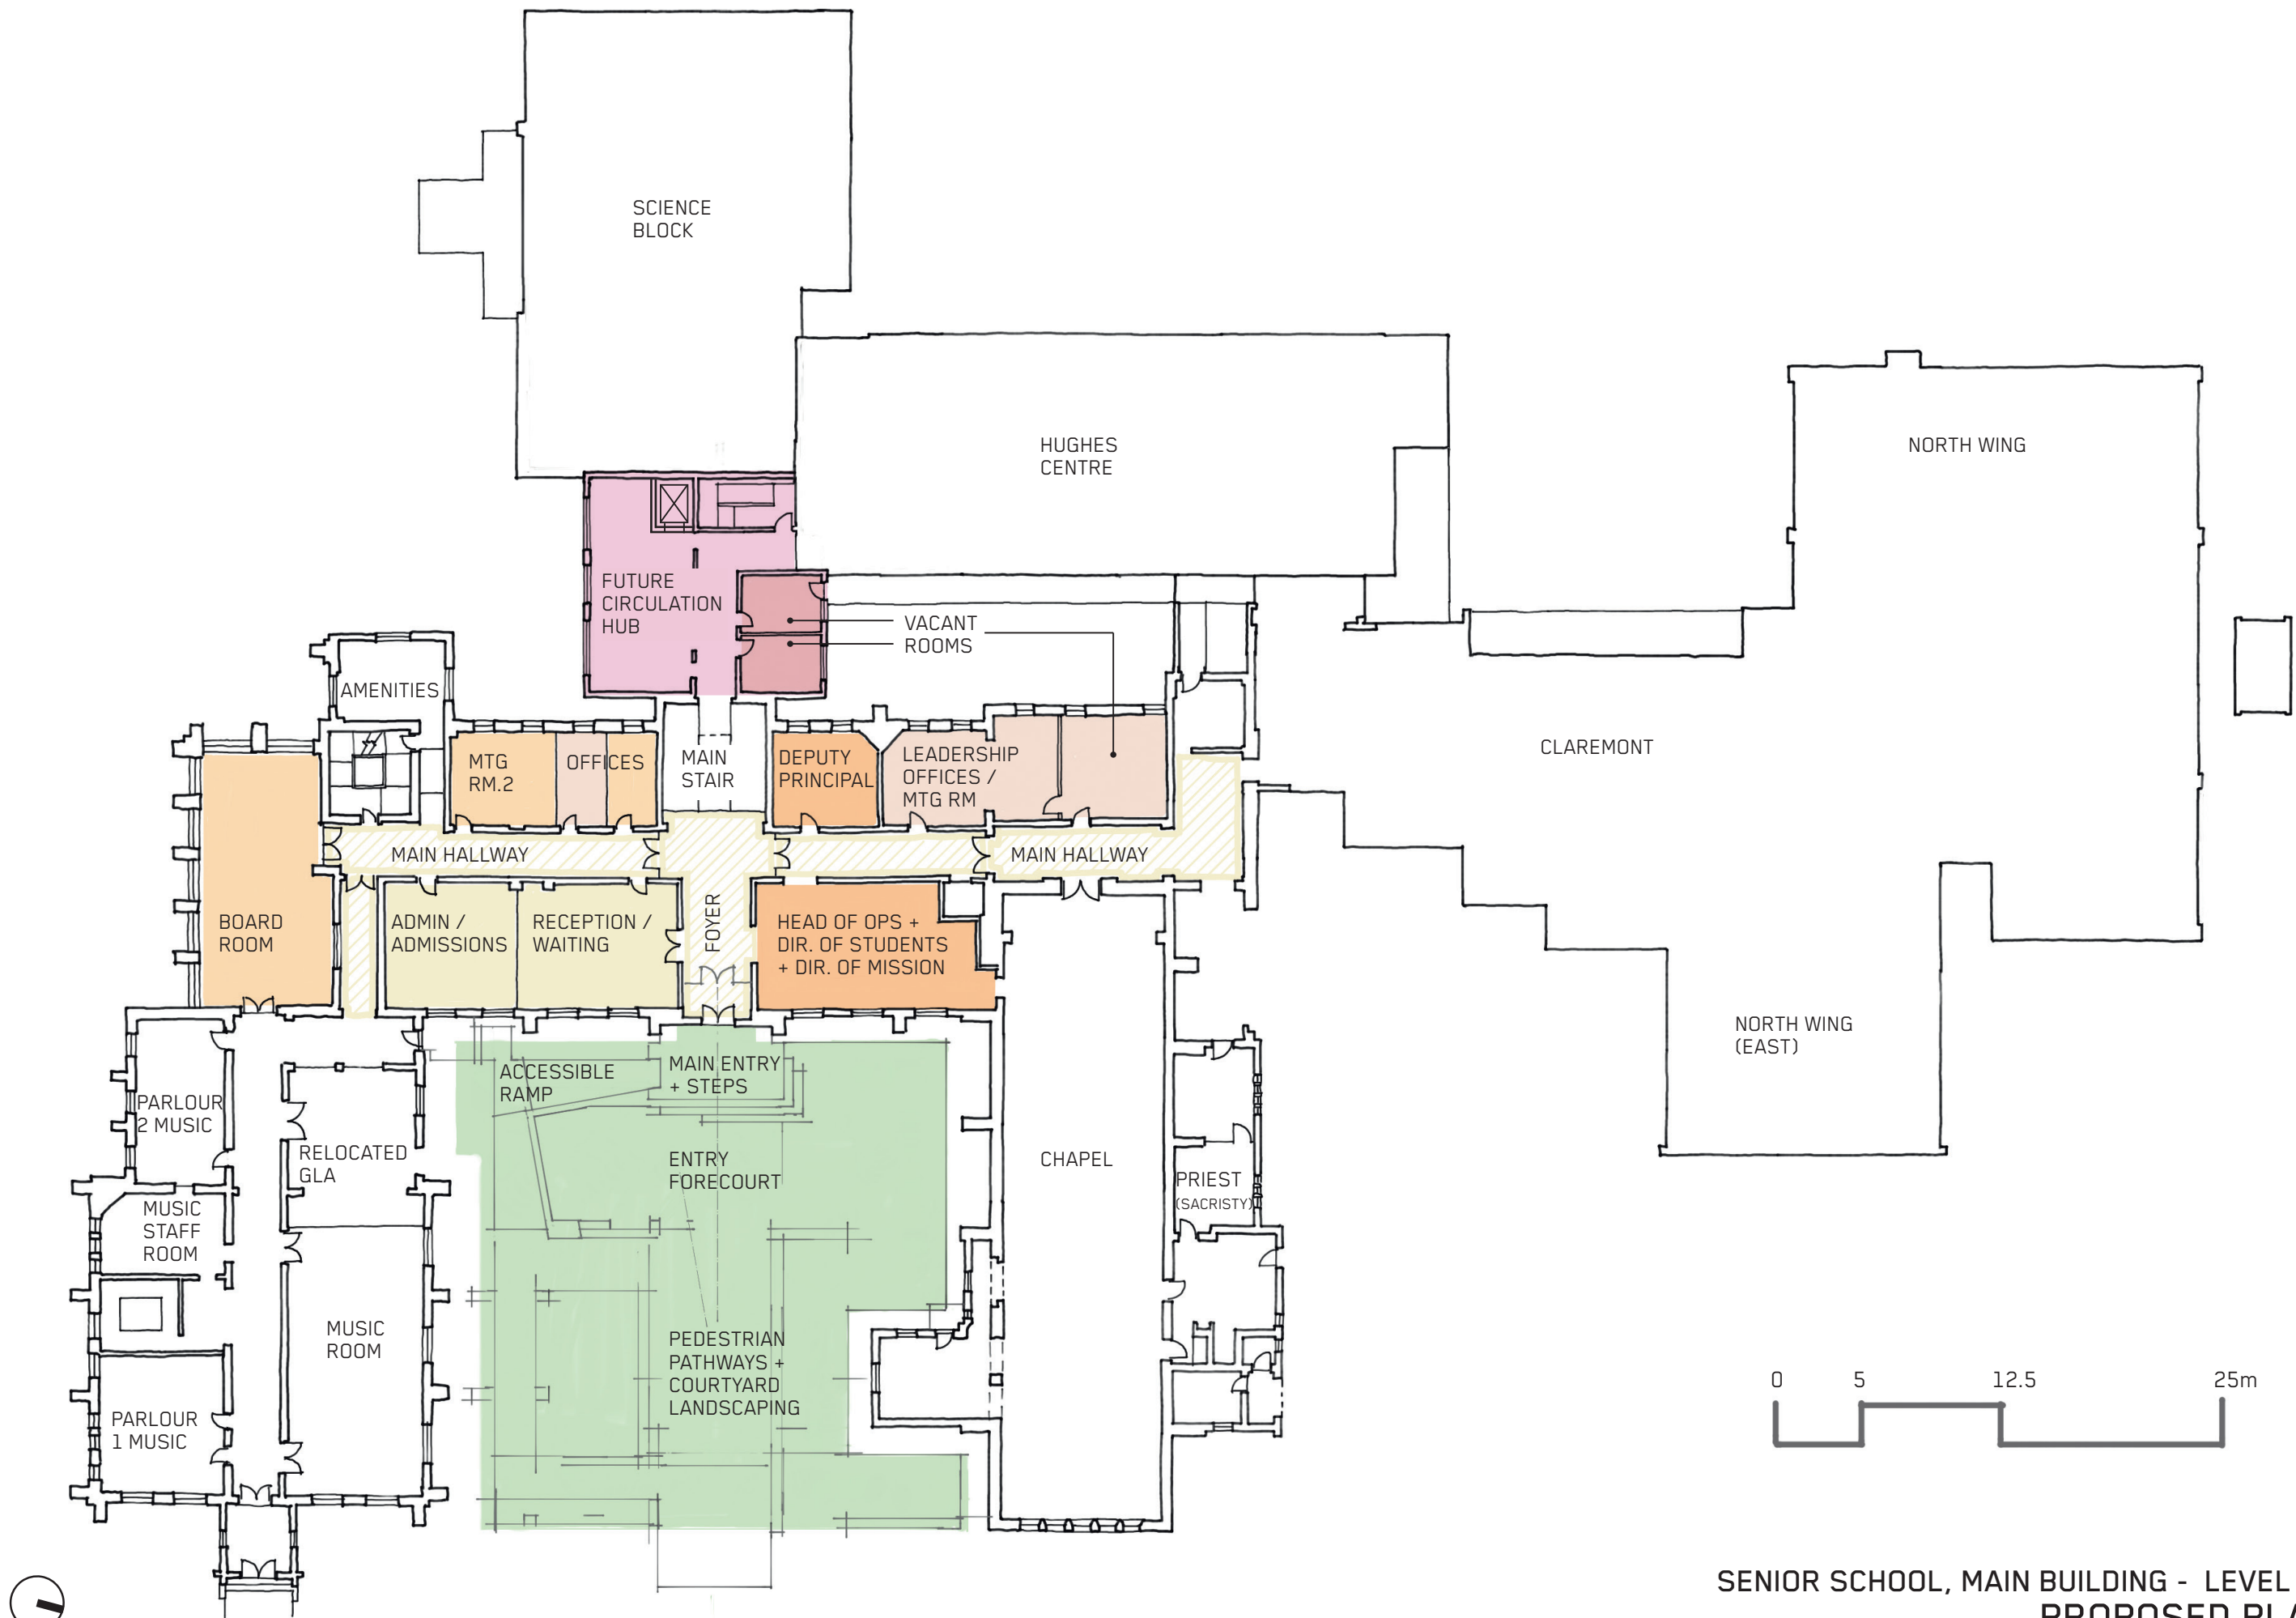 SCIENCE
BLOCK
HUGHES
CENTRE
NORTH WING
FUTURE
CIRCULATION
HUB
VACANT
ROOMS
AMENITIES
MTG
RM.2
OFFICES
MAIN
STAIR
DEPUTY
PRINCIPAL
LEADERSHIP
OFFICES /
MTG RM
CLAREMONT
MAIN HALLWAY
MAIN HALLWAY
BOARD
ROOM
ADMIN /
ADMISSIONS
RECEPTION /
WAITING
FOYER
HEAD OF OPS +
DIR. OF STUDENTS
+ DIR. OF MISSION
NORTH WING
(EAST)
ACCESSIBLE
RAMP
MAIN ENTRY
+ STEPS
PARLOUR
2 MUSIC
RELOCATED
GLA
ENTRY
FORECOURT
CHAPEL
PRIEST
(SACRISTY)
MUSIC
STAFF
ROOM
MUSIC
ROOM
PEDESTRIAN
PATHWAYS +
COURTYARD
LANDSCAPING
PARLOUR
1 MUSIC
0 5 12.5 25m
SENIOR SCHOOL, MAIN BUILDING - LEVEL
PROPOSED